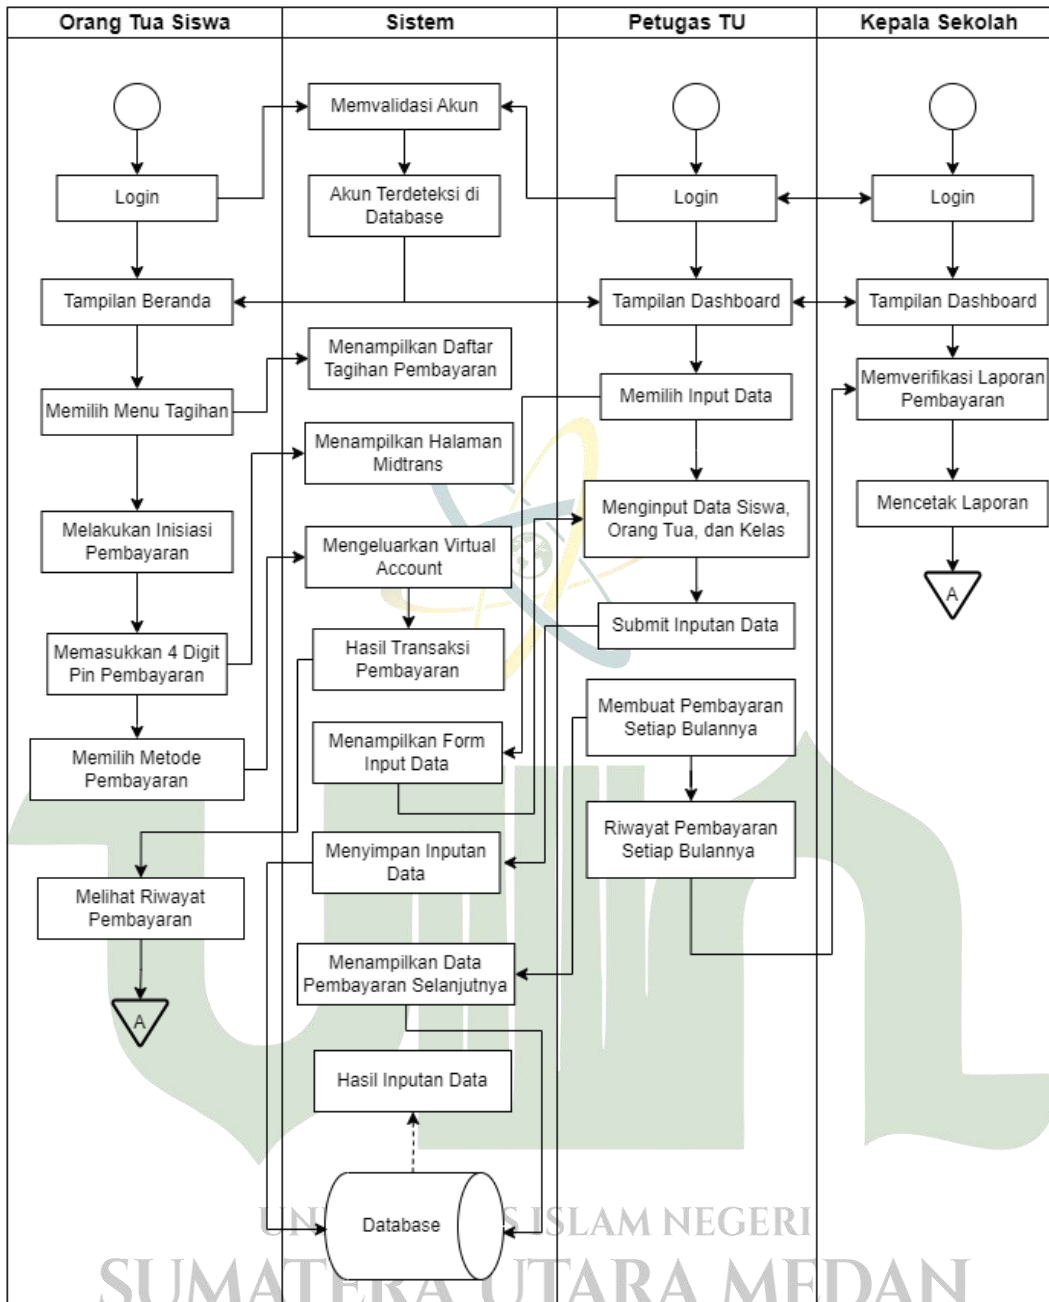 Orang Tua Siswa
Sistem
Petugas TU
Kepala Sekolah
Memvalidasi Akun
Login
Akun Terdeteksi di
Database
Login
Login
Tampilan Beranda
Tampilan Dashboard
Tampilan Dashboard
Menampilkan Daftar
Tagihan Pembayaran
Memilih Menu Tagihan
Memilih Input Data
Memverifikasi Laporan
Pembayaran
Menampilkan Halaman
Midtrans
Melakukan Inisiasi
Pembayaran
Menginput Data Siswa,
Orang Tua, dan Kelas
Mencetak Laporan
Mengeluarkan Virtual
Account
A
Memasukkan 4 Digit
Pin Pembayaran
Hasil Transaksi
Pembayaran
Submit Inputan Data
Memilih Metode
Pembayaran
Menampilkan Form
Input Data
Membuat Pembayaran
Setiap Bulannya
Menyimpan Inputan
Data
Riwayat Pembayaran
Setiap Bulannya
Melihat Riwayat
Pembayaran
Menampilkan Data
Pembayaran Selanjutnya
A
Hasil Inputan Data
Database
ISLAM NEGERI
SUMATERA UTARA MEDAN